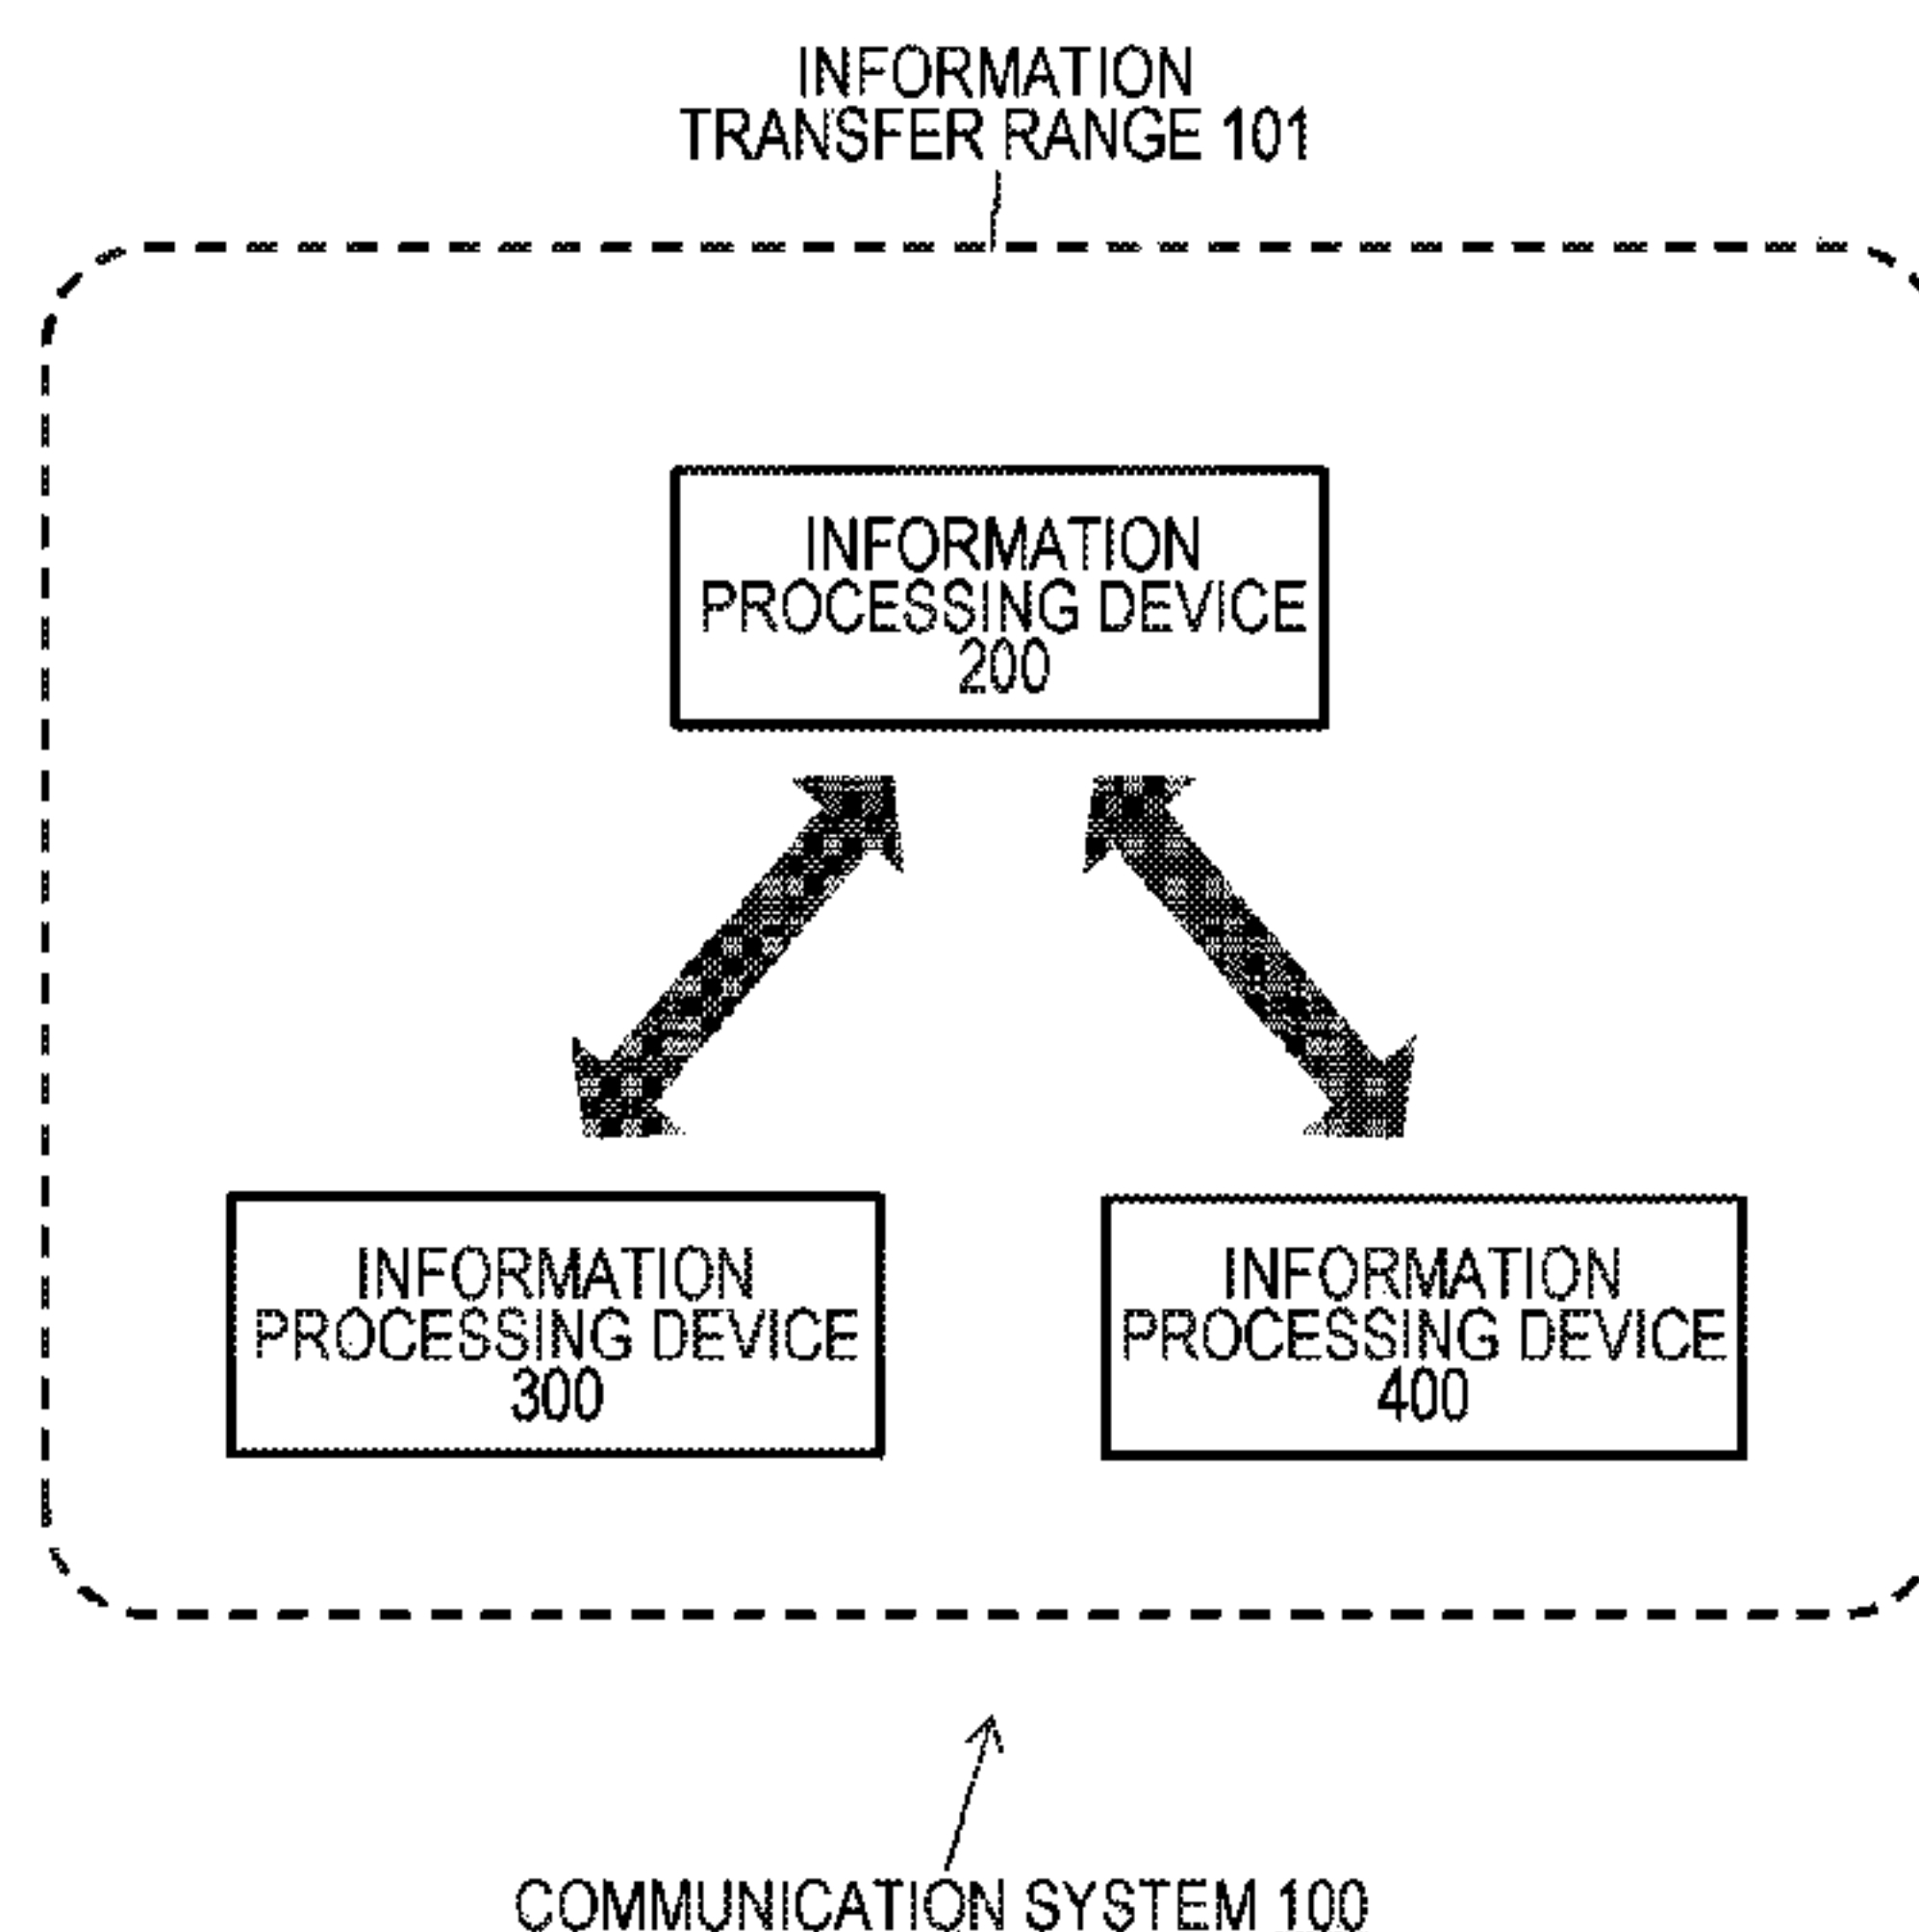 INFORMATION
TRANSFER RANGE 101
INFORMATION
PROCESSING DEVICE
200
INFORMATION
PROCESSING DEVICE
300
INFORMATION
PROCESSING DEVICE
400
COMMUNICATION SYSTEM 100